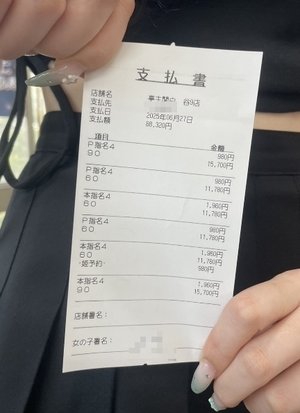 支払書
店舗名 谷9店
支払先
支払日 2025年06月27日
支払額 88,320円
項目 金額
P指名4 980円
90 15,700円
P指名4 980円
60 11,780円
本指名4 1,960円
60 11,780円
P指名4 980円
60 11,780円
本指名4 1,960円
60 11,780円
-姫予約- 980円
本指名4 1,960円
90 15,700円
店舗署名：
女の子署名：